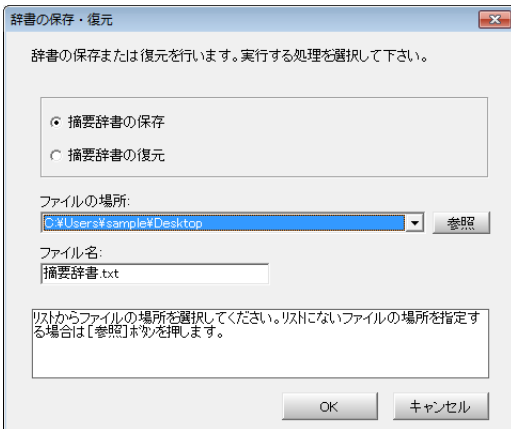 辞書の保存・復元
辞書の保存または復元を行います。実行する処理を選択して下さい。
摘要辞書の保存
摘要辞書の復元
ファイルの場所:
C:¥Users¥sample¥Desktop
参照
ファイル名:
摘要辞書.txt
ﾘｽﾄからファイルの場所を選択してください。ﾘｽﾄにないファイルの場所を指定す
る場合は[参照]ﾎﾞﾀﾝを押します。
OK
キャンセル